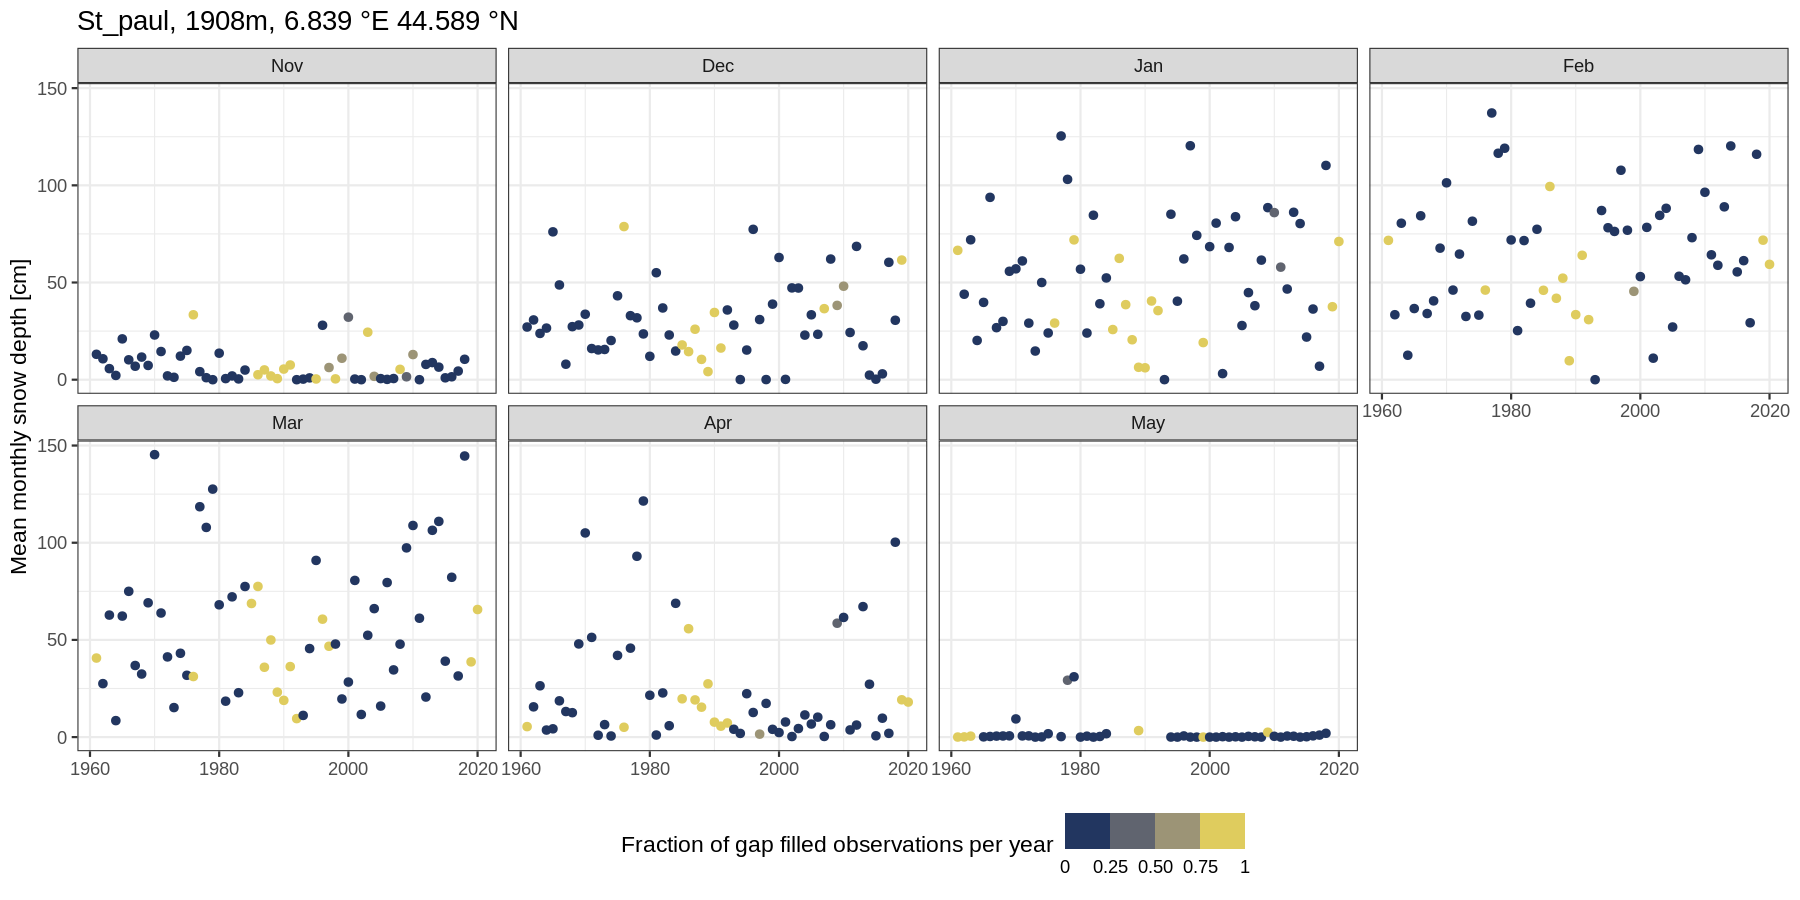 St_paul, 1908m, 6.839 °E 44.589 °N
Nov Dec Jan Feb
150
100
50
0
1960 1980 2000 2020
Mean monthly snow depth [cm]
Mar Apr May
150
100
50
0
1960 1980 2000 2020 1960 1980 2000 2020 1960 1980 2000 2020
Fraction of gap filled observations per year
0 0.25 0.50 0.75 1